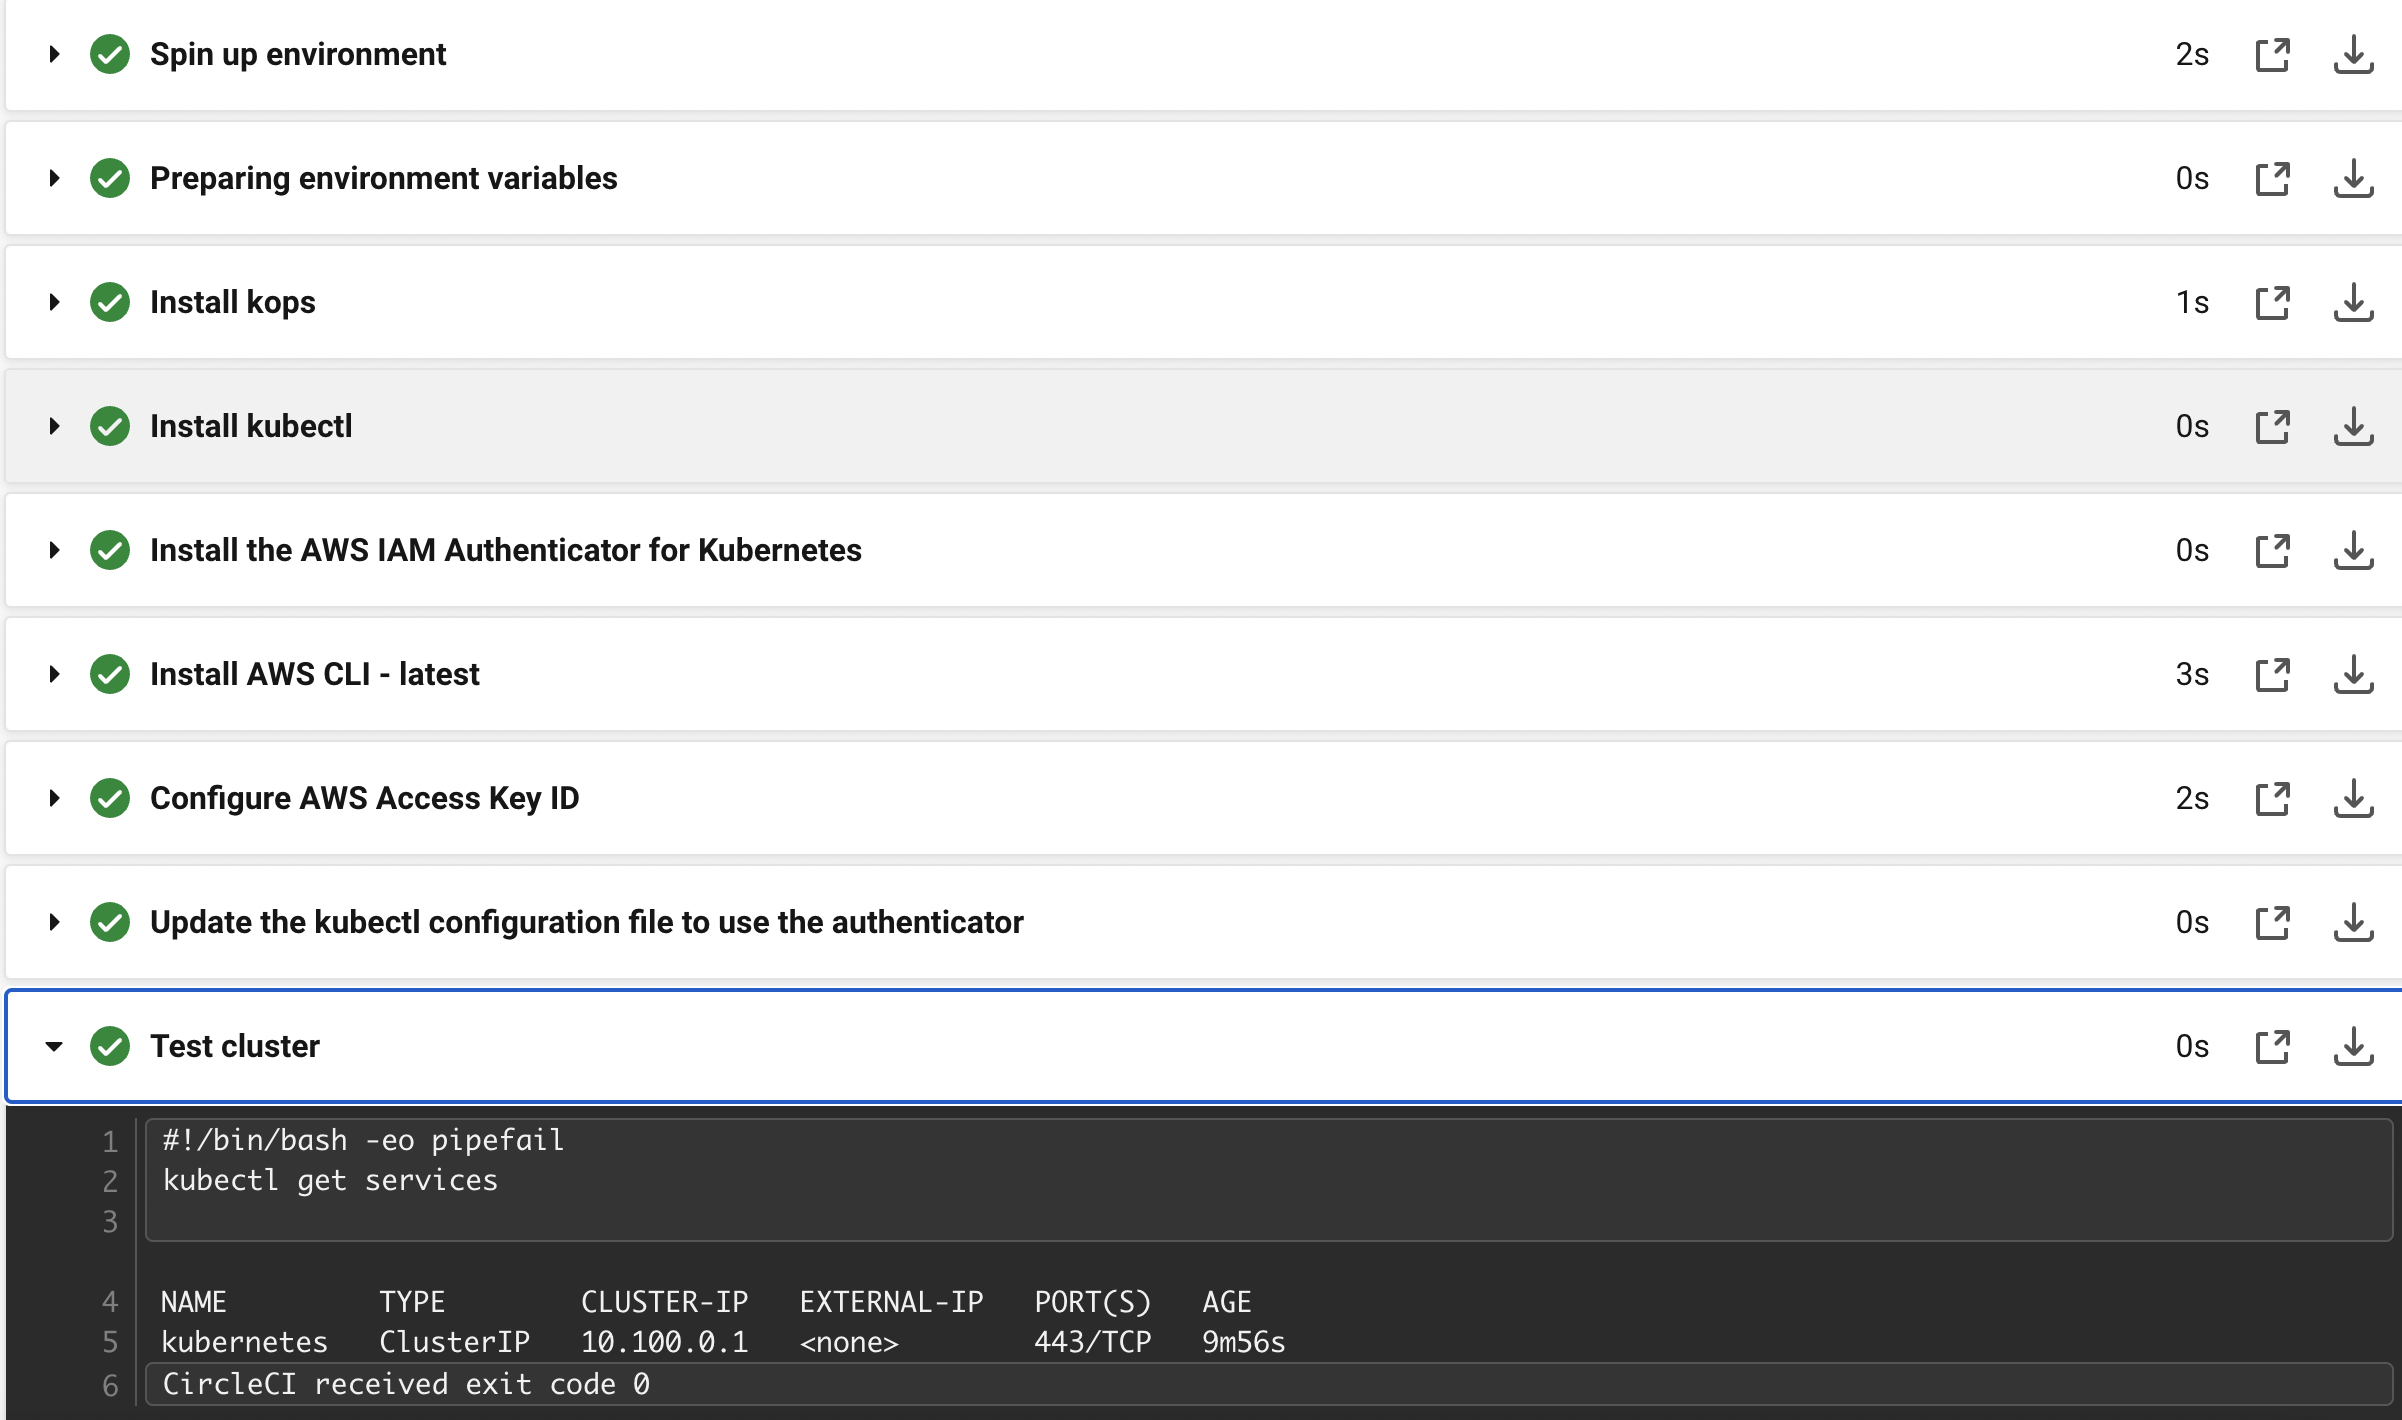 Spin up environment 2s
Preparing environment variables 0s
Install kops 1s
Install kubectl 0s
Install the AWS IAM Authenticator for Kubernetes 0s
Install AWS CLI - latest 3s
Configure AWS Access Key ID 2s
Update the kubectl configuration file to use the authenticator 0s
Test cluster 0s
1 #!/bin/bash -eo pipefail
2 kubectl get services
3
4 NAME TYPE CLUSTER-IP EXTERNAL-IP PORT(S) AGE
5 kubernetes ClusterIP 10.100.0.1 <none> 443/TCP 9m56s
6 CircleCI received exit code 0